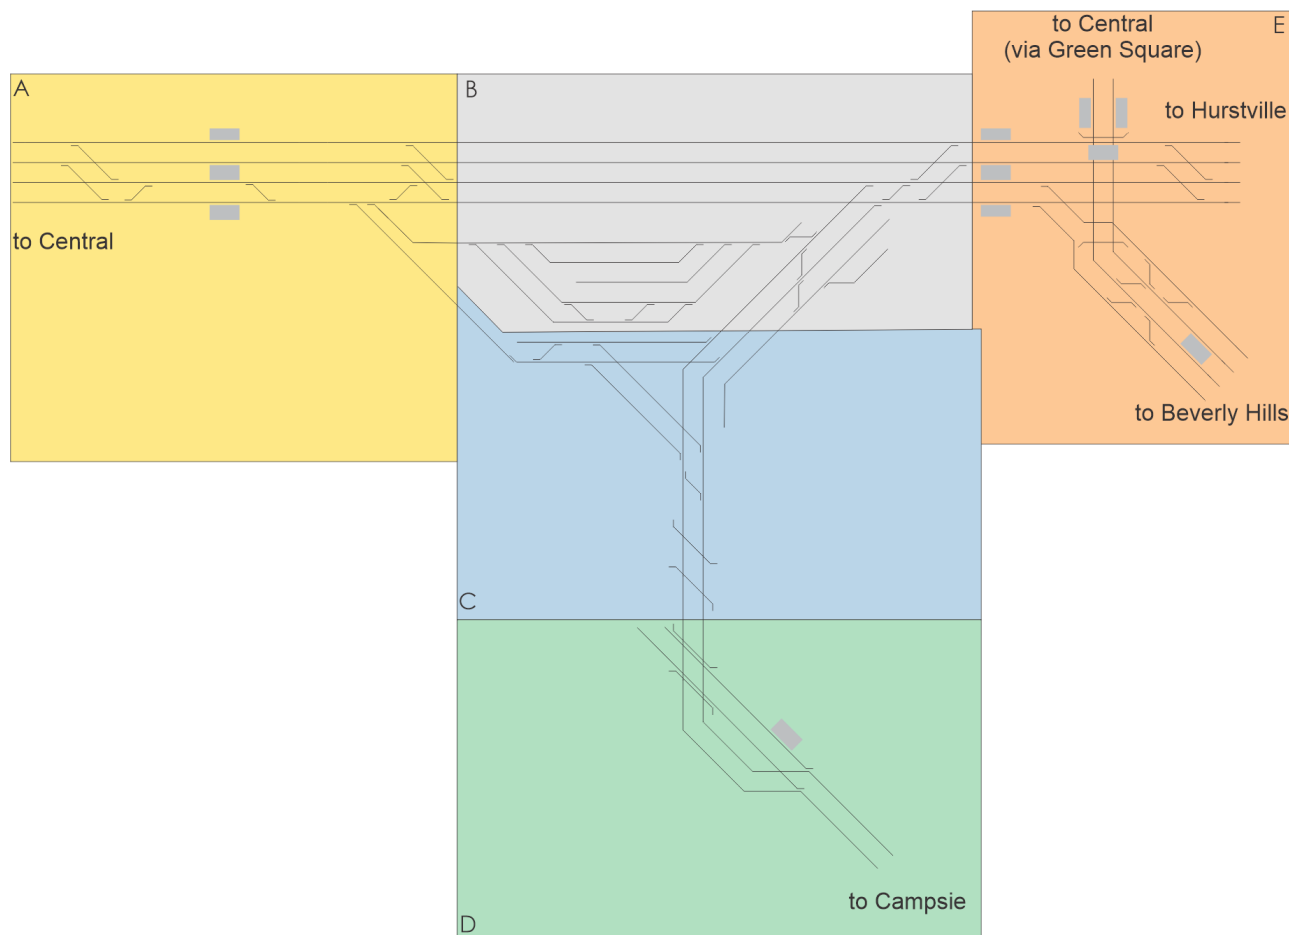 A
B
to Central
(via Green Square)
E
to Hurstville
to Central
to Beverly Hills
C
to Campsie
D